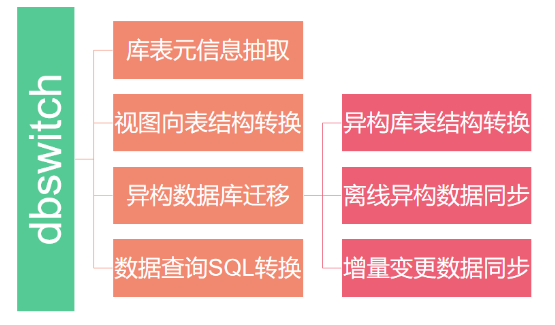 dbswitch
库表元信息抽取
视图向表结构转换
异构数据库迁移
数据查询SQL转换
异构库表结构转换
离线异构数据同步
增量变更数据同步